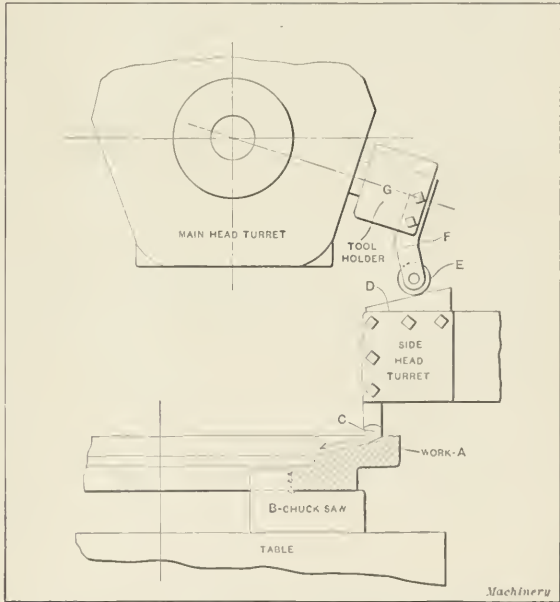 MAIN HEAD TURRET
G
TOOL
HOLDER
F
E
D
SIDE
HEAD
TURRET
C
WORK-A
B-CHUCK SAW
TABLE
Machinery